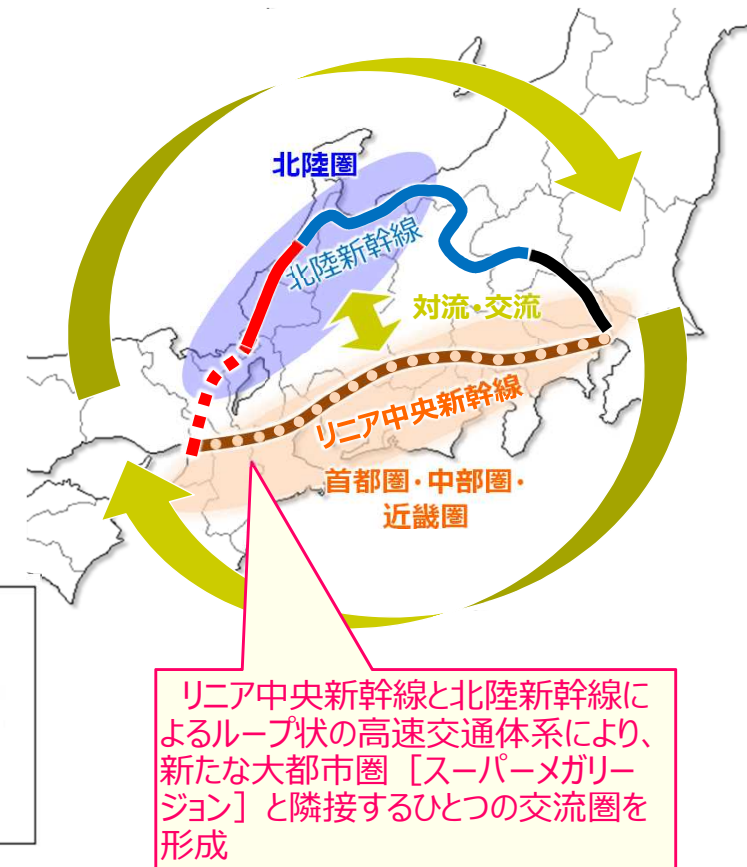 北陸圏
北陸新幹線
対流・交流
リニア中央新幹線
首都圏・中部圏・
近畿圏
リニア中央新幹線と北陸新幹線に
よるループ状の高速交通体系により、
新たな大都市圏［スーパーメガリー
ジョン］と隣接するひとつの交流圏を
形成